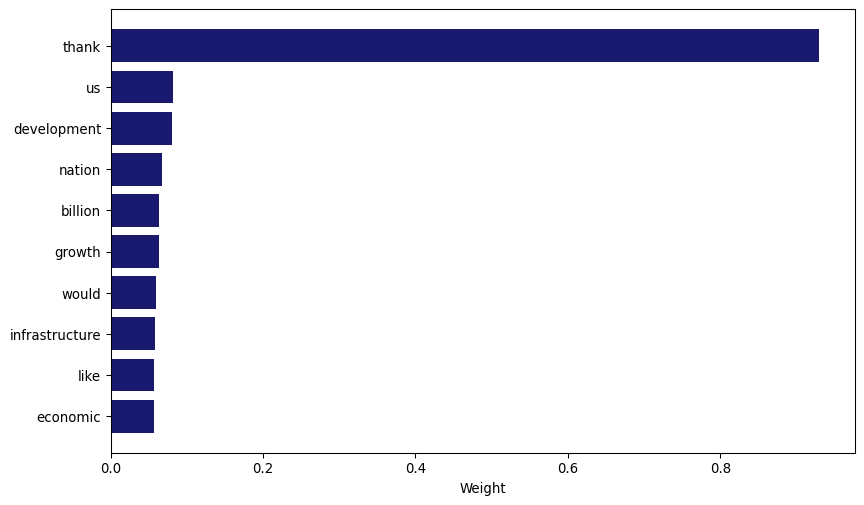 thank
us
development
nation
billion
growth
would
infrastructure
like
economic
0.0 0.2 0.4 0.6 0.8
Weight